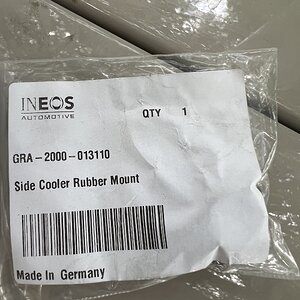 INEOS
AUTOMOTIVE
QTY 1
GRA-2000-013110
Side Cooler Rubber Mount
Made In Germany